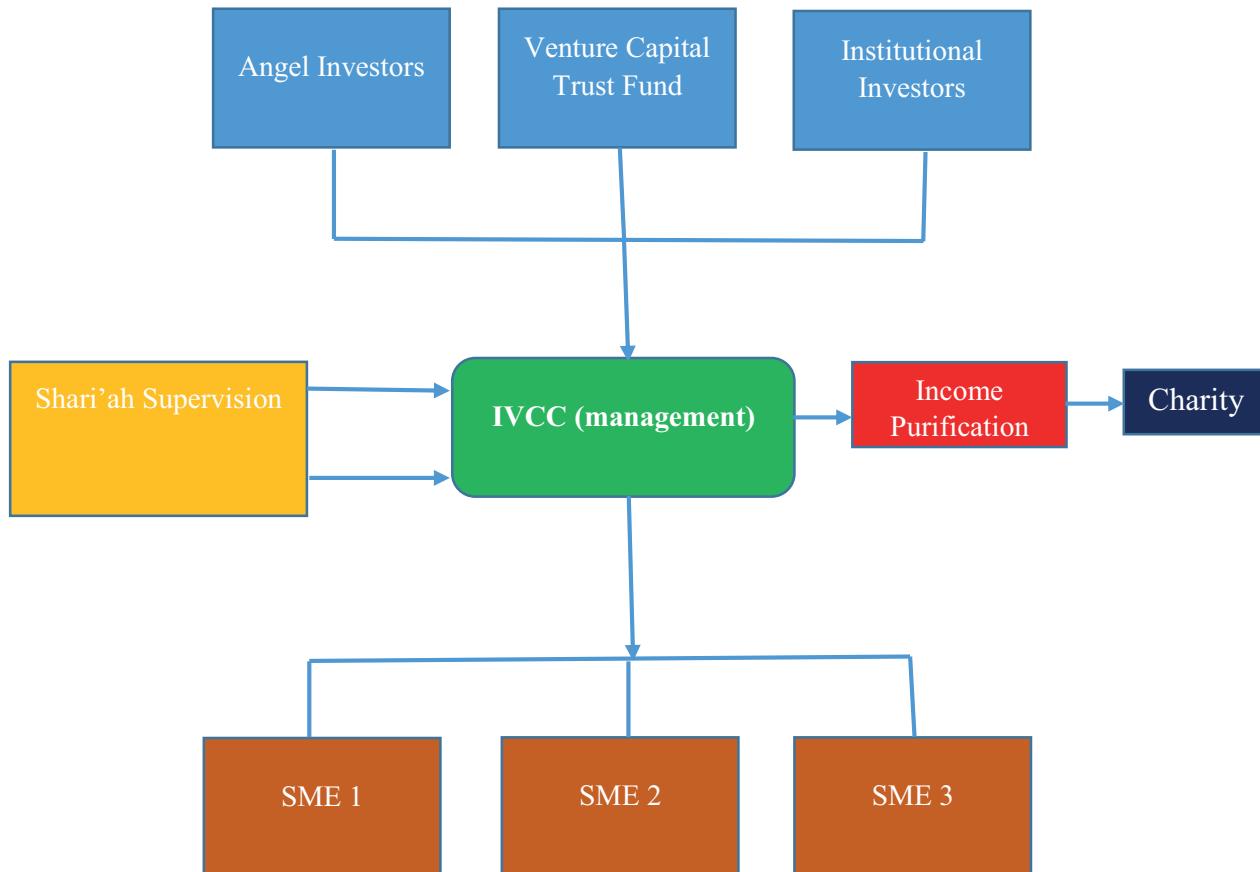 Angel Investors
Venture Capital
Trust Fund
Institutional
Investors
Shari’ah Supervision
IVCC (management)
Income
Purification
Charity
SME 1
SME 2
SME 3